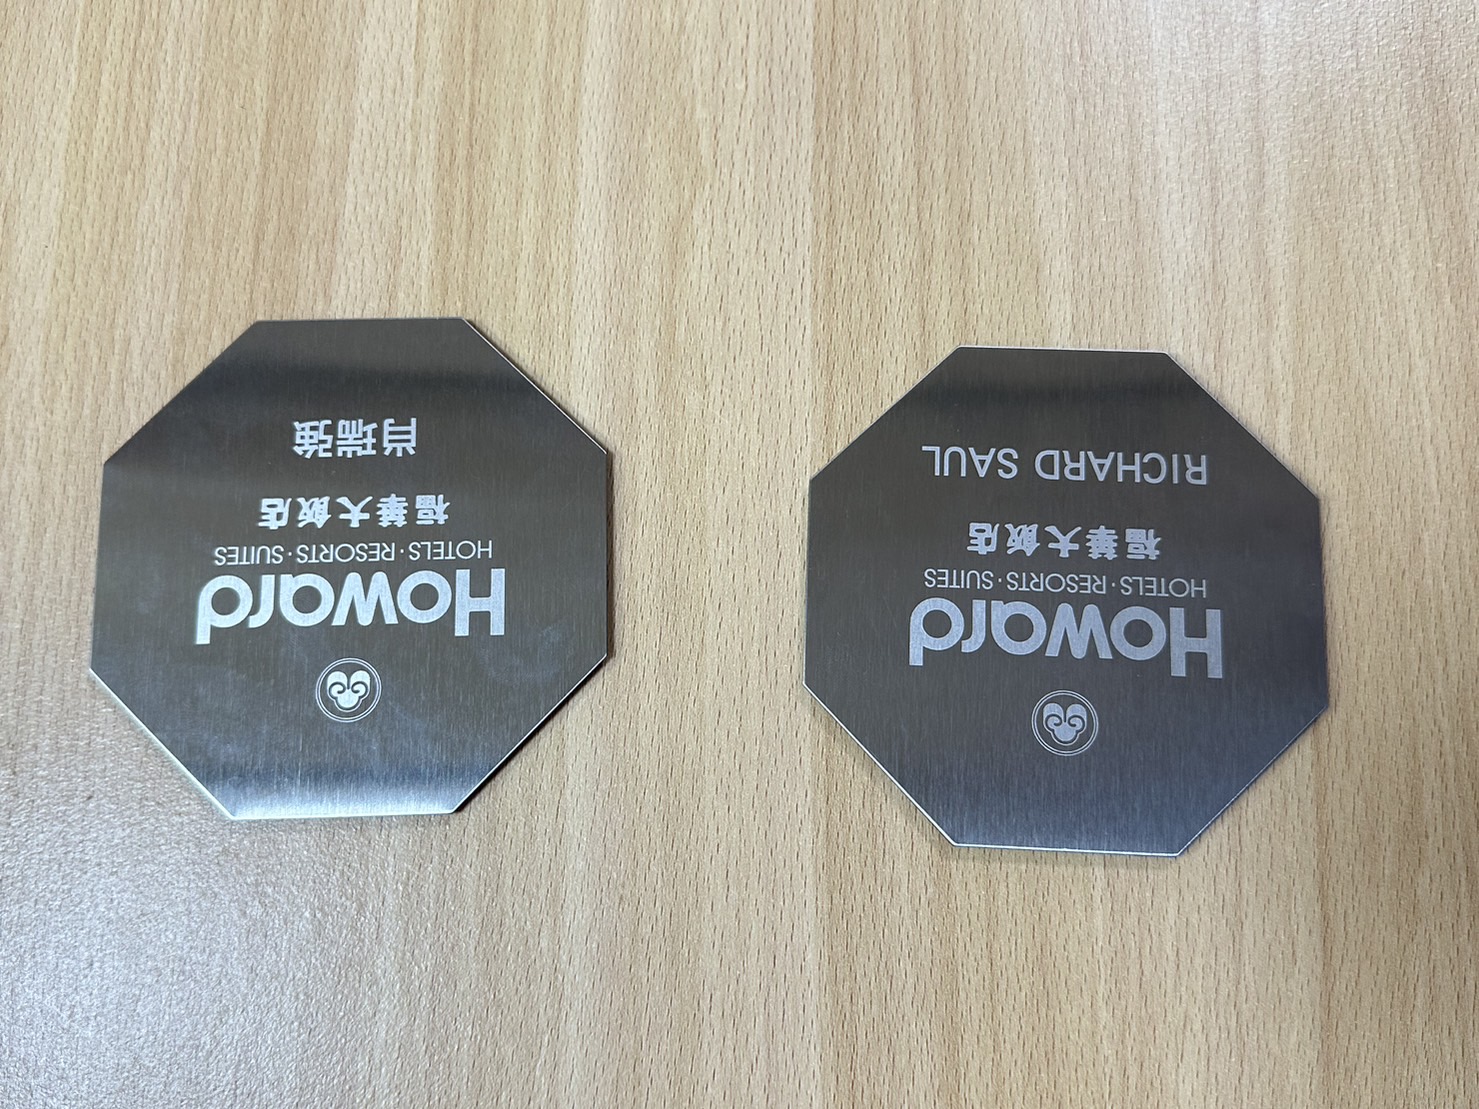 Howard
HOTELS·RESORTS·SUITES
福華大飯店
肖瑞強
Howard
HOTELS·RESORTS·SUITES
福華大飯店
RICHARD SAUL